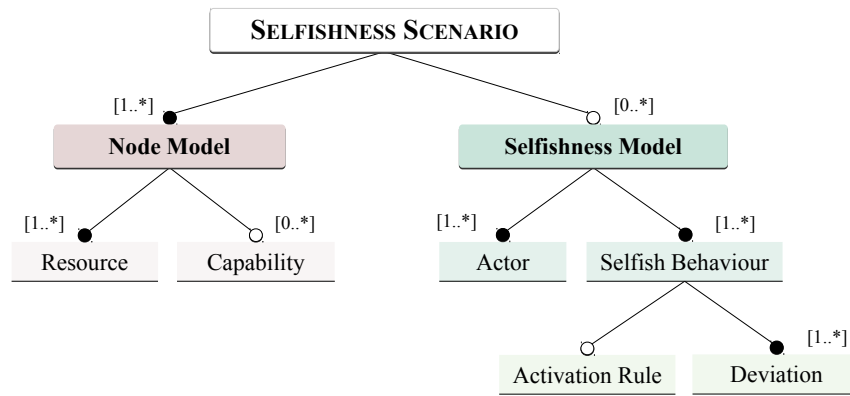 SELFISHNESS SCENARIO
[1..*]
[0..*]
Node Model
Selfishness Model
[1..*]
[0..*]
[1..*]
[1..*]
Resource
Capability
Actor
Selfish Behaviour
[1..*]
Activation Rule
Deviation